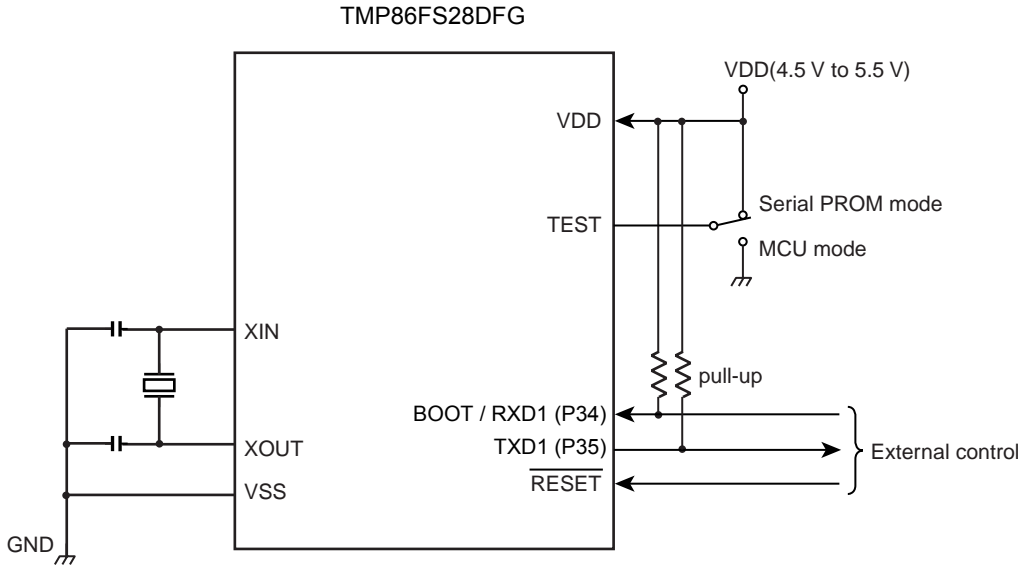 TMP86FS28DFG
VDD(4.5 V to 5.5 V)
VDD
Serial PROM mode
TEST
MCU mode
XIN
pull-up
BOOT / RXD1 (P34)
XOUT
TXD1 (P35)
External control
RESET
VSS
GND